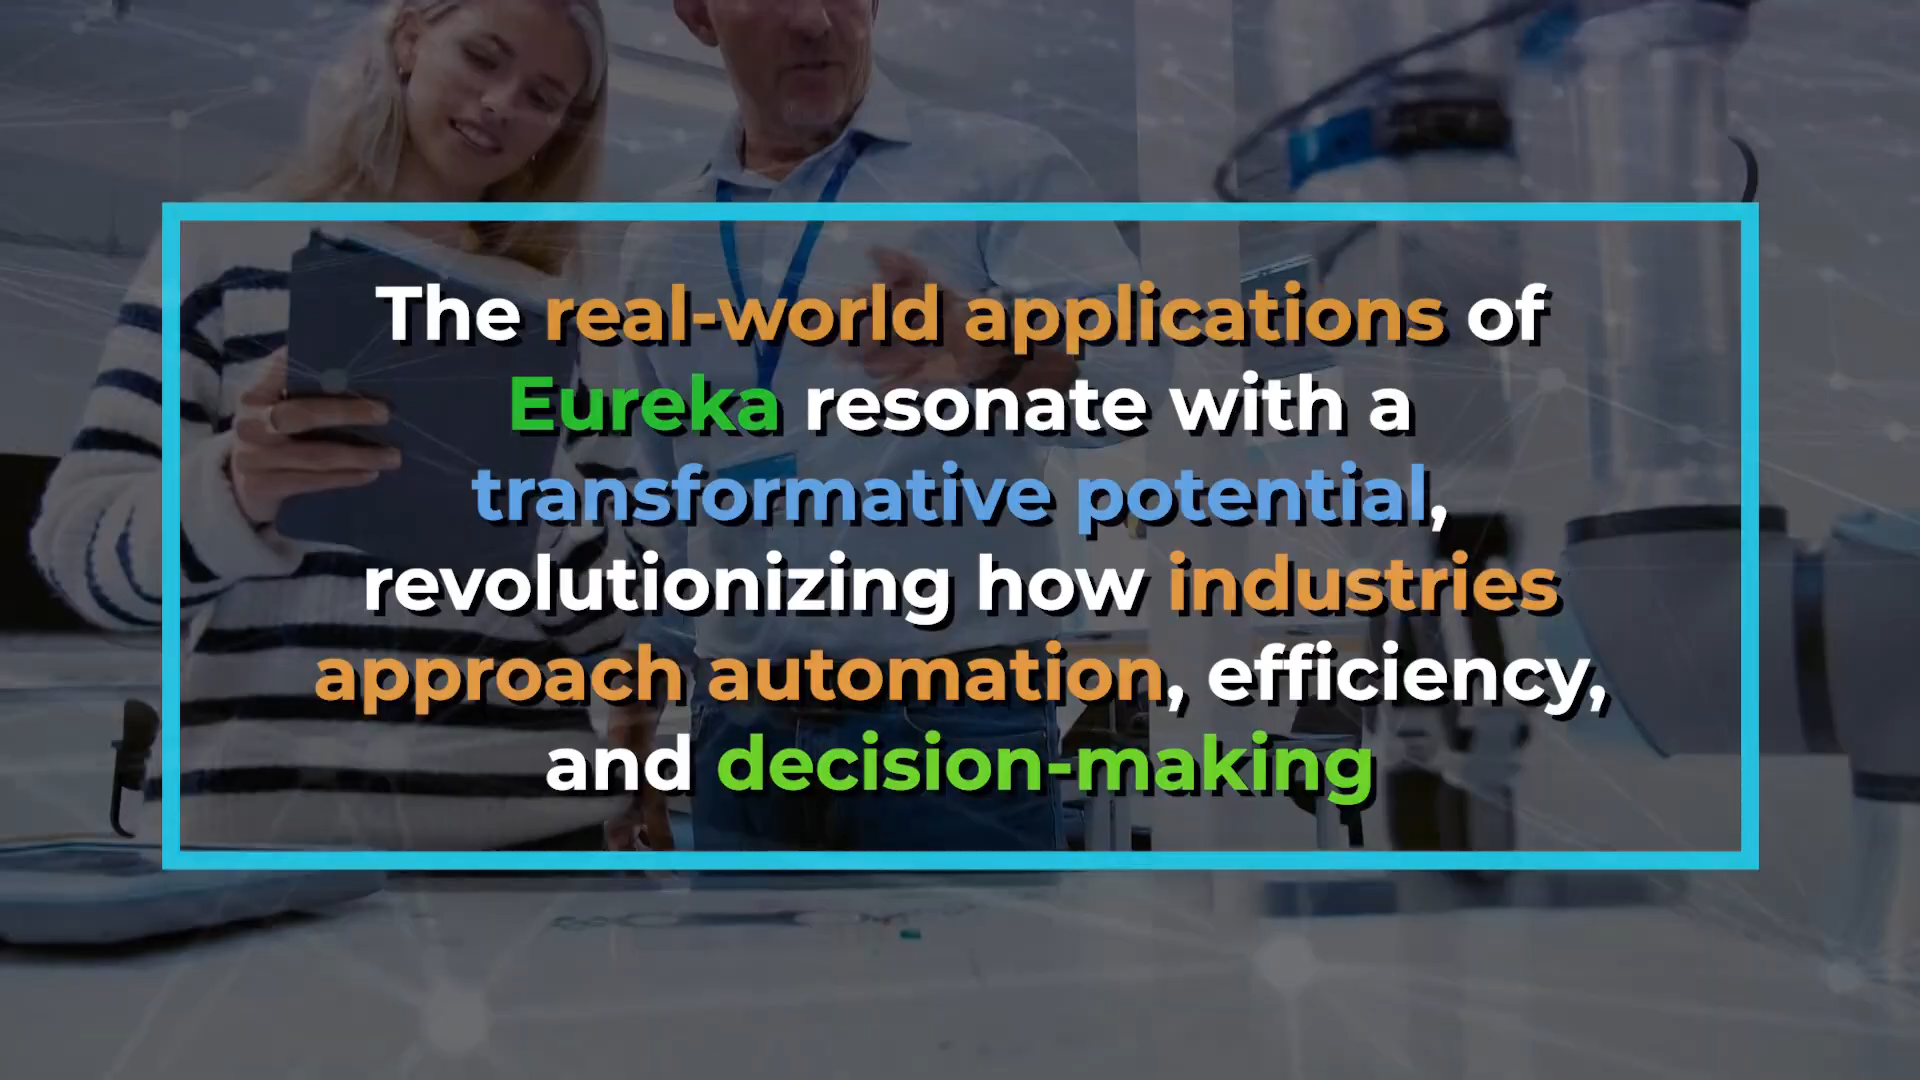 The real-world applications of
Eureka resonate with a
transformative potential,
revolutionizing how industries
approach automation, efficiency,
and decision-making